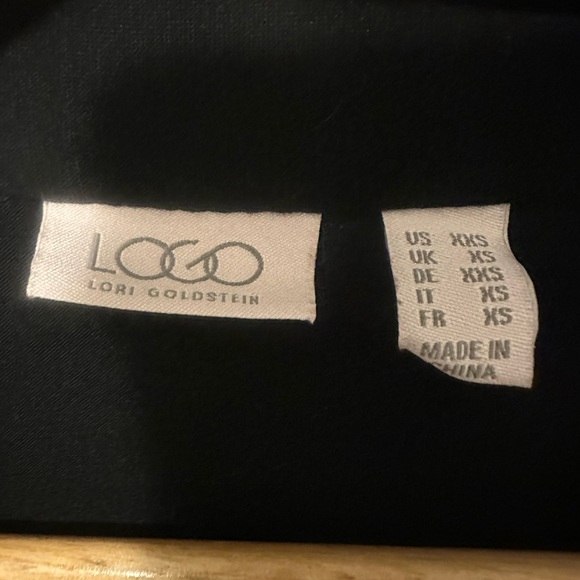 LOGO
LORI GOLDSTEIN
US XXS
UK XS
DE XXS
IT XS
FR XS
MADE IN
CHINA